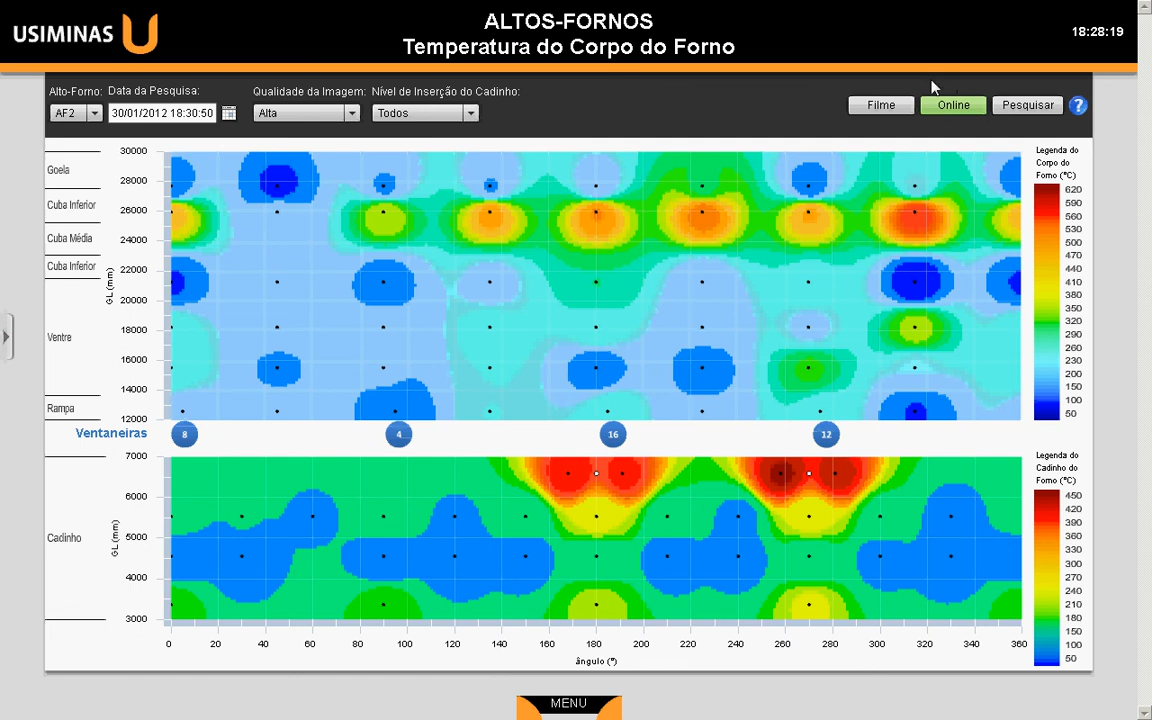 USIMINAS
ALTOS-FORNOS
Temperatura do Corpo do Forno
18:28:19
Alto-Forno:
Data da Pesquisa:
Qualidade da Imagem:
Nível de Inserção do Cadinho:
AF2
30/01/2012 18:30:50
Alta
Todos
Filme
Online
Pesquisar
?
Goela
Cuba Inferior
Cuba Média
Cuba Inferior
Ventre
Rampa
GL (mm)
30000
28000
26000
24000
22000
20000
18000
16000
14000
12000
Legenda do
Corpo do
Forno (°C)
620
590
560
530
500
470
440
410
380
350
320
290
260
230
200
150
100
50
Ventaneiras
8
4
16
12
Cadinho
GL (mm)
7000
6000
5000
4000
3000
Legenda do
Cadinho do
Forno (°C)
450
420
390
360
330
300
270
240
210
180
150
100
50
0
20
40
60
80
100
120
140
160
180
200
220
240
260
280
300
320
340
360
ângulo (°)
MENU